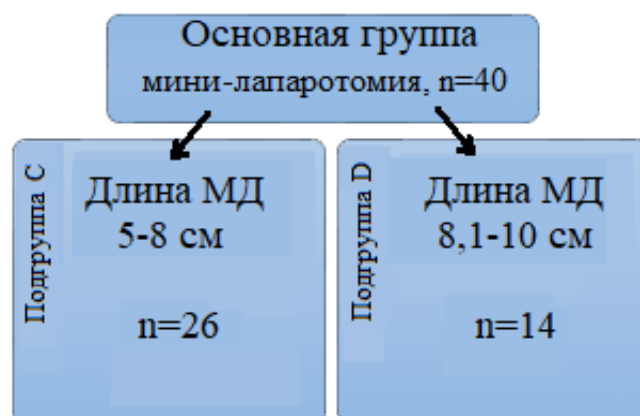 Основная группа
мини-лапаротомия, n=40
Подгруппа C
Длина МД
5-8 см
n=26
Подгруппа D
Длина МД
8,1-10 см
n=14